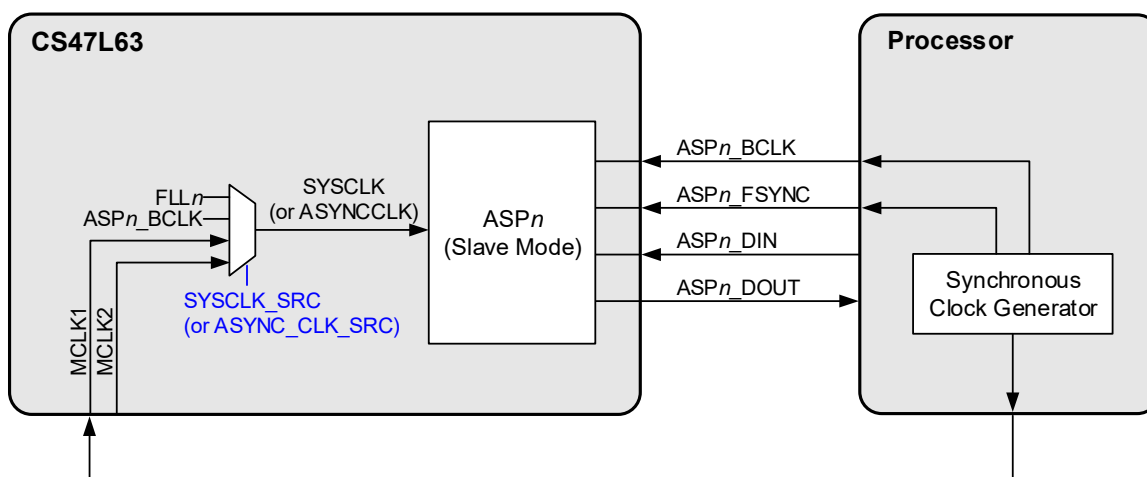 CS47L63
Processor
FLLn
ASPn_BCLK
SYSCLK
(or ASYNCCLK)
SYSCLK_SRC
(or ASYNC_CLK_SRC)
MCLK1
MCLK2
ASPn
(Slave Mode)
ASPn_BCLK
ASPn_FSYNC
ASPn_DIN
ASPn_DOUT
Synchronous
Clock Generator